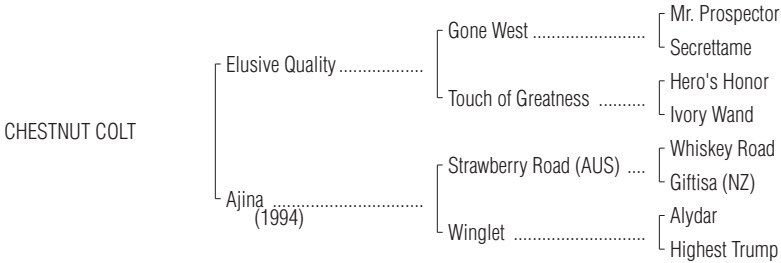 Mr. Prospector
Gone West ........................
Secrettame
Elusive Quality ..................
Hero's Honor
Touch of Greatness ..........
Ivory Wand
CHESTNUT COLT
Whiskey Road
Strawberry Road (AUS) ....
Giftisa (NZ)
Ajina ................................
(1994)
Alydar
Winglet ............................
Highest Trump